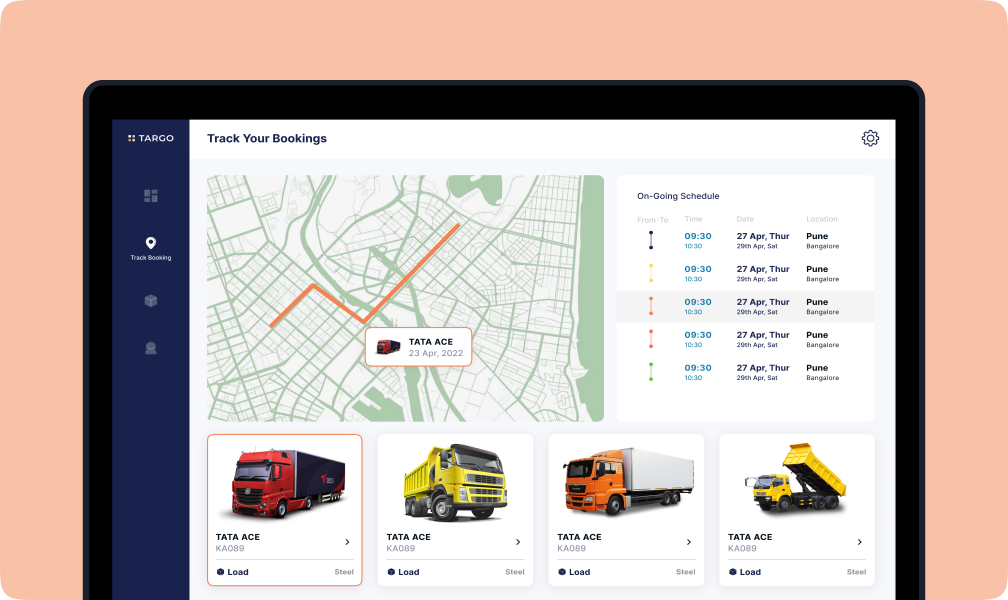 TARGO
Track Your Bookings
Track Booking
TATA ACE
23 Apr, 2022
On-Going Schedule
From To Time Date Location
09:30 27 Apr, Thur Pune
10:30 29th Apr, Sat Bangalore
09:30 27 Apr, Thur Pune
10:30 29th Apr, Sat Bangalore
09:30 27 Apr, Thur Pune
10:30 29th Apr, Sat Bangalore
09:30 27 Apr, Thur Pune
10:30 29th Apr, Sat Bangalore
09:30 27 Apr, Thur Pune
10:30 29th Apr, Sat Bangalore
TATA ACE
KA089
Load Steel
TATA ACE
KA089
Load Steel
TATA ACE
KA089
Load Steel
TATA ACE
KA089
Load Steel